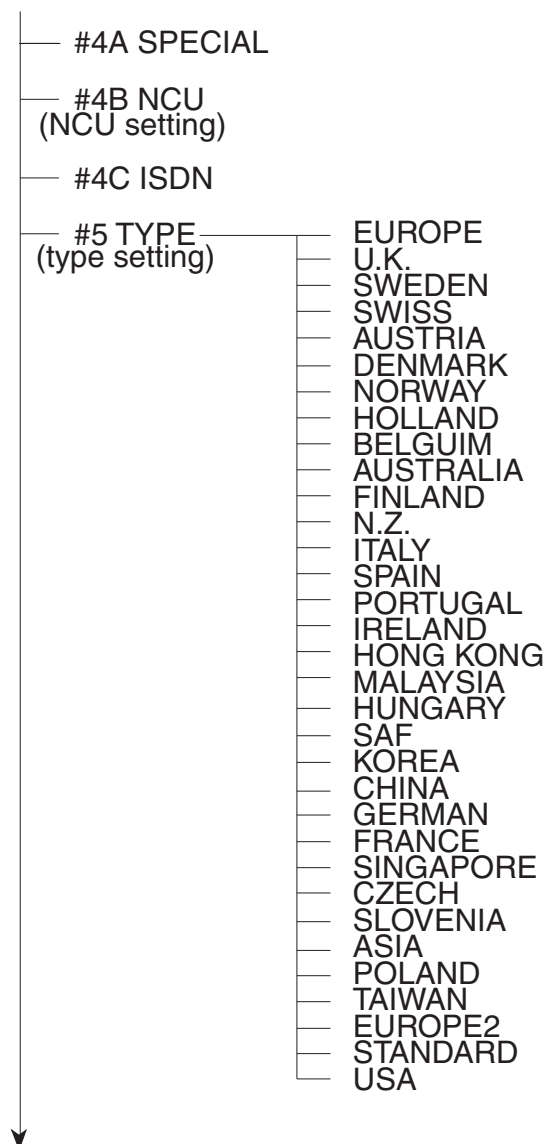 #4A SPECIAL
#4B NCU
(NCU setting)
#4C ISDN
#5 TYPE
(type setting)
EUROPE
U.K.
SWEDEN
SWISS
AUSTRIA
DENMARK
NORWAY
HOLLAND
BELGUIM
AUSTRALIA
FINLAND
N.Z.
ITALY
SPAIN
PORTUGAL
IRELAND
HONG KONG
MALAYSIA
HUNGARY
SAF
KOREA
CHINA
GERMAN
FRANCE
SINGAPORE
CZECH
SLOVENIA
ASIA
POLAND
TAIWAN
EUROPE2
STANDARD
USA